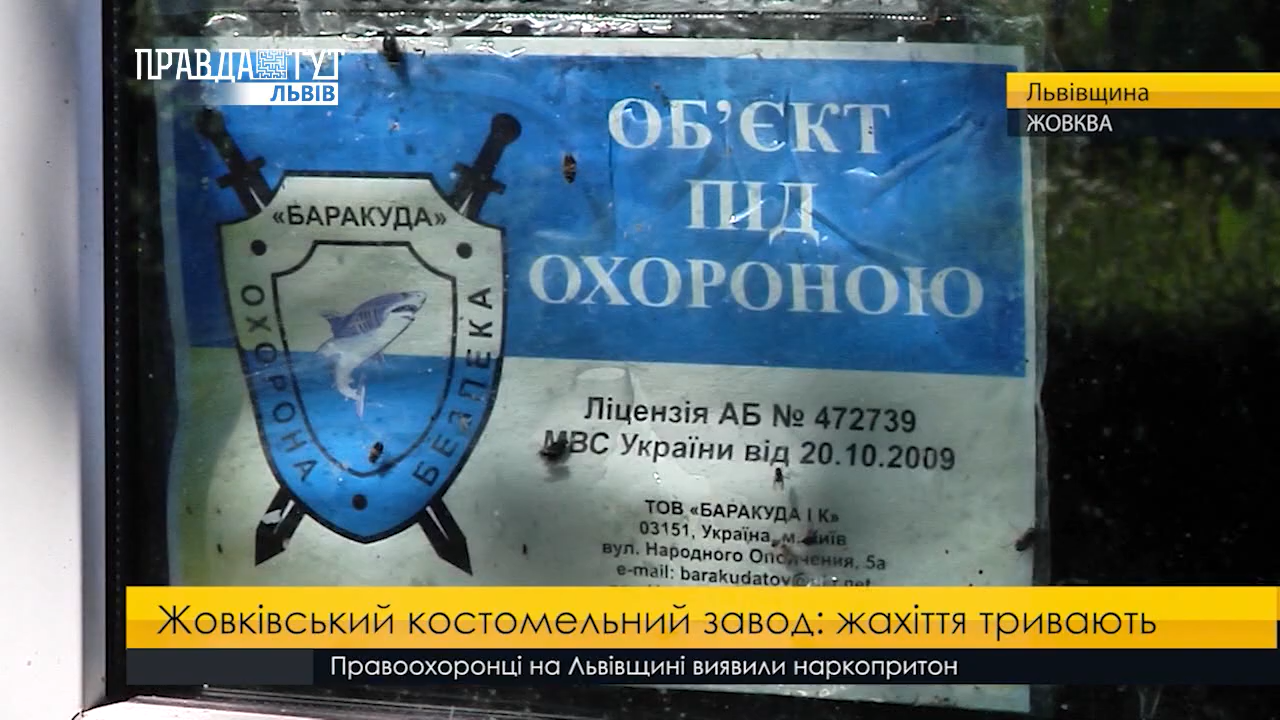 ПРАВДА ТУТ
ЛЬВІВ
Львівщина
ЖОВКВА
ОБ’ЄКТ
ПІД
ОХОРОНОЮ
«БАРАКУДА»
ОХОРОНА
БЕЗПЕКА
Ліцензія АБ № 472739
МВС України від 20.10.2009
ТОВ «БАРАКУДА І К»
03151, Україна, м. Київ
вул. Народного Ополчення, 5а
e-mail:
Жовківський костомельний завод: жахіття тривають
Правоохоронці на Львівщині виявили наркопритон